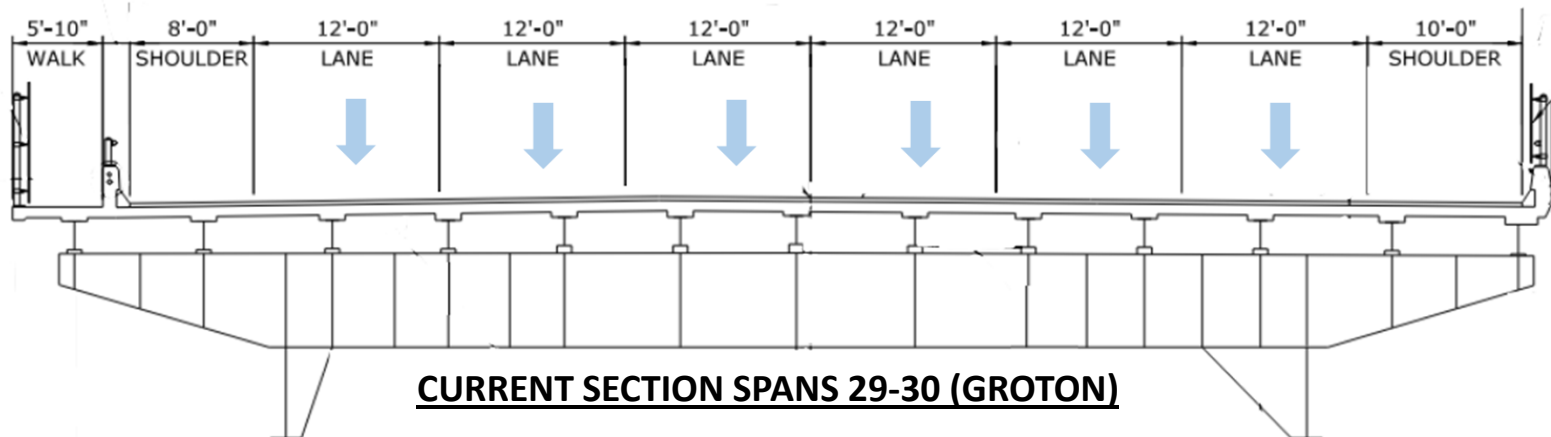 5'-10" 8'-0" 12'-0" 12'-0" 12'-0" 12'-0" 12'-0" 12'-0" 10'-0"
WALK SHOULDER LANE LANE LANE LANE LANE LANE SHOULDER
CURRENT SECTION SPANS 29-30 (GROTON)